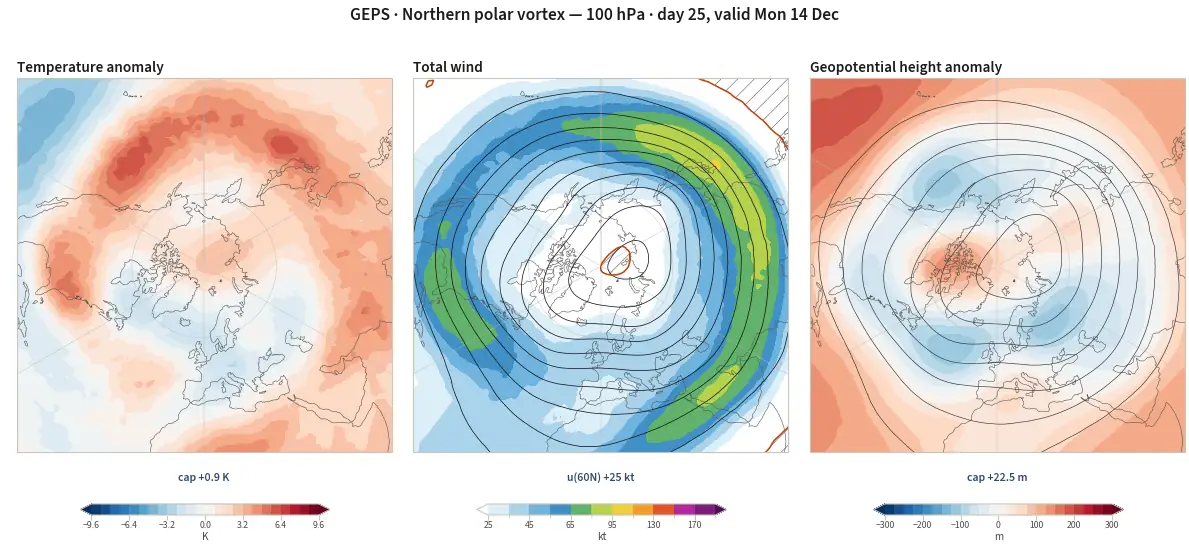 GEPS · Northern polar vortex — 100 hPa · day 25, valid Mon 14 Dec
Temperature anomaly
Total wind
Geopotential height anomaly
cap +0.9 K
u(60N) +25 kt
cap +22.5 m
−9.6 −6.4 −3.2 0.0 3.2 6.4 9.6
K
25 45 65 95 130 170
kt
−300 −200 −100 0 100 200 300
m